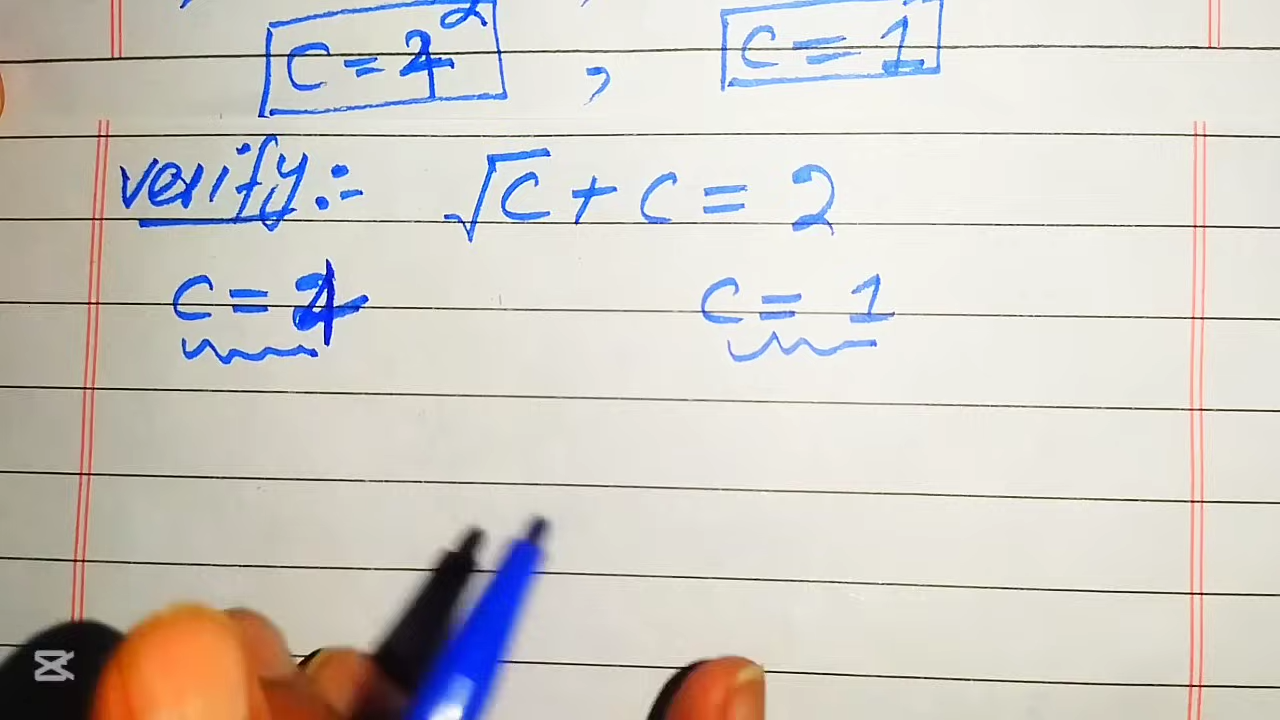 C = 4 , C = 1
verify :- √C + C = 2
C = 4 C = 1